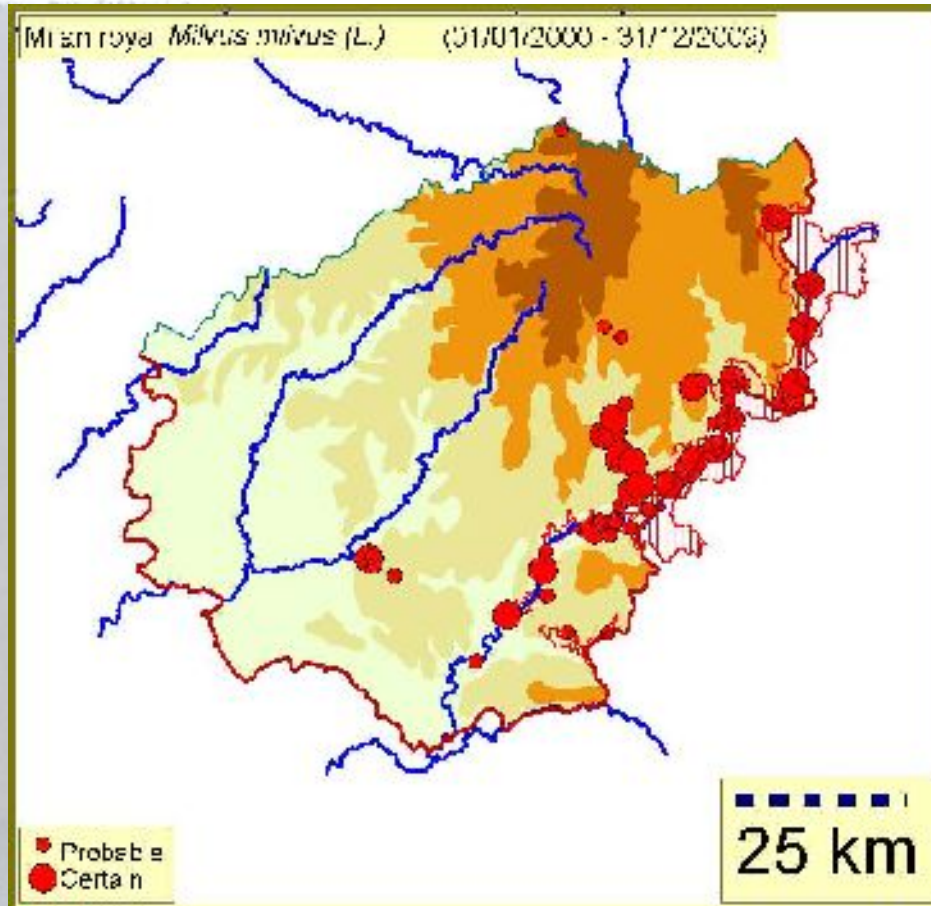 Milan royal Milvus milvus (L.) (01/01/2000 - 31/12/2009)
Probable
Certain
25 km